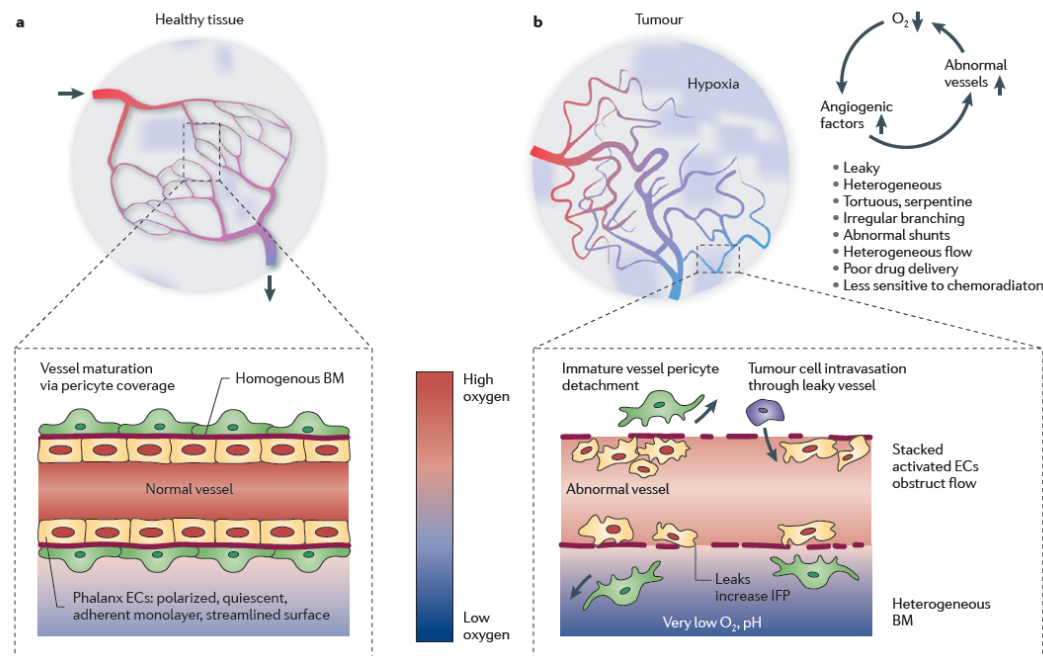 a
Healthy tissue
b
Tumour
Hypoxia
O2
Abnormal
vessels
Angiogenic
factors
• Leaky
• Heterogeneous
• Tortuous, serpentine
• Irregular branching
• Abnormal shunts
• Heterogeneous flow
• Poor drug delivery
• Less sensitive to chemoradiaton
Vessel maturation
via pericyte coverage
Homogenous BM
Normal vessel
Phalanx ECs: polarized, quiescent,
adherent monolayer, streamlined surface
High
oxygen
Low
oxygen
Immature vessel pericyte
detachment
Tumour cell intravasation
through leaky vessel
Abnormal vessel
Stacked
activated ECs
obstruct flow
Leaks
increase IFP
Very low O2, pH
Heterogeneous
BM